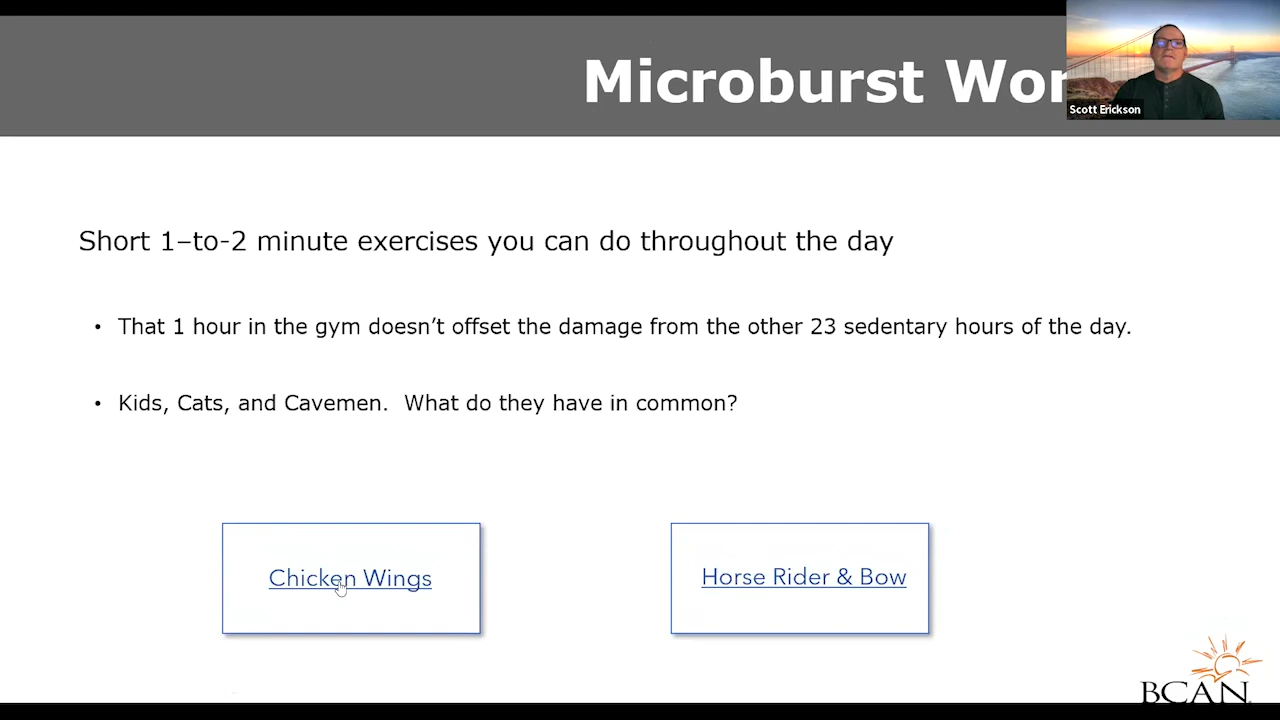 Microburst Wor
Scott Erickson
Short 1–to-2 minute exercises you can do throughout the day
• That 1 hour in the gym doesn’t offset the damage from the other 23 sedentary hours of the day.
• Kids, Cats, and Cavemen.  What do they have in common?
Chicken Wings
Horse Rider & Bow
BCAN